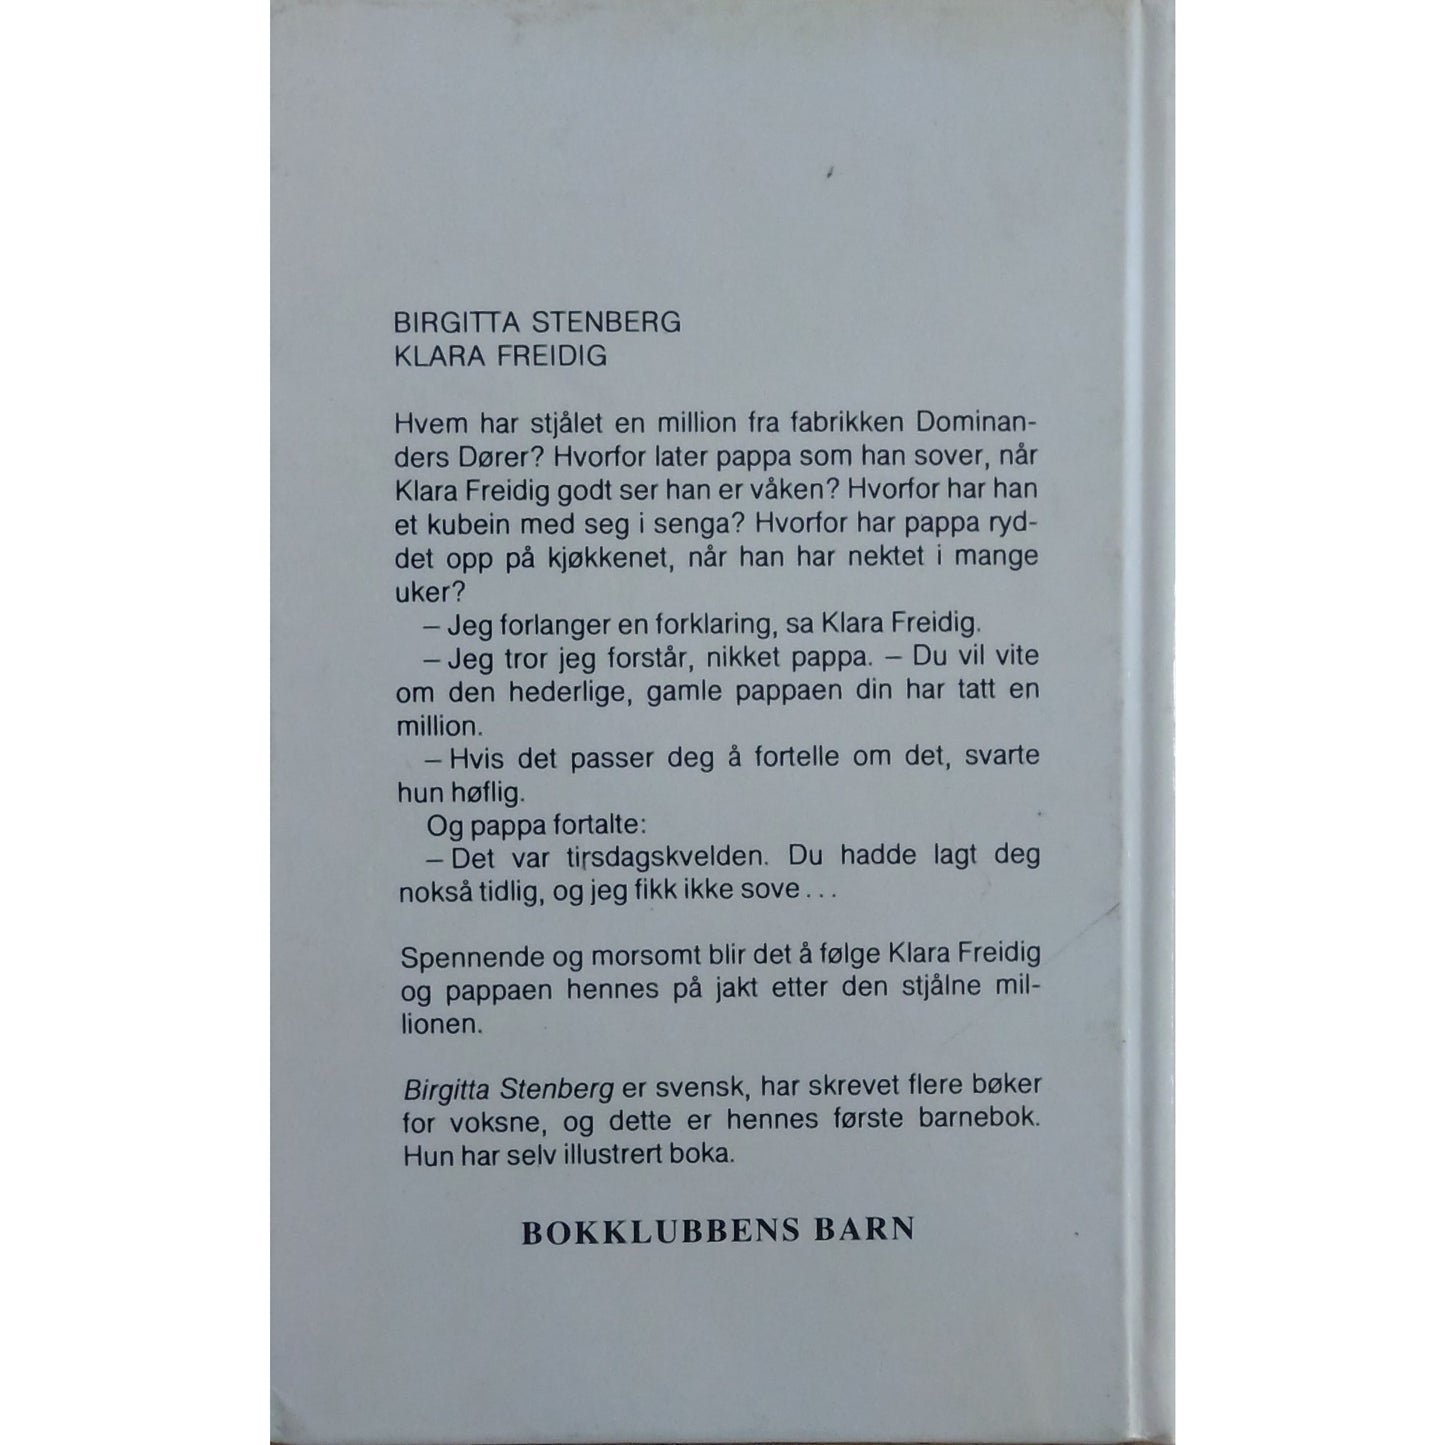 BIRGITTA STENBERG
KLARA FREIDIG
Hvem har stjålet en million fra fabrikken Dominan-
ders Dører? Hvorfor later pappa som han sover, når
Klara Freidig godt ser han er våken? Hvorfor har han
et kubein med seg i senga? Hvorfor har pappa ryd-
det opp på kjøkkenet, når han har nektet i mange
uker?
– Jeg forlanger en forklaring, sa Klara Freidig.
– Jeg tror jeg forstår, nikket pappa. – Du vil vite
om den hederlige, gamle pappaen din har tatt en
million.
– Hvis det passer deg å fortelle om det, svarte
hun høflig.
Og pappa fortalte:
– Det var tirsdagskvelden. Du hadde lagt deg
nokså tidlig, og jeg fikk ikke sove . . .
Spennende og morsomt blir det å følge Klara Freidig
og pappaen hennes på jakt etter den stjålne mil-
lionen.
Birgitta Stenberg er svensk, har skrevet flere bøker
for voksne, og dette er hennes første barnebok.
Hun har selv illustrert boka.
BOKKLUBBENS BARN